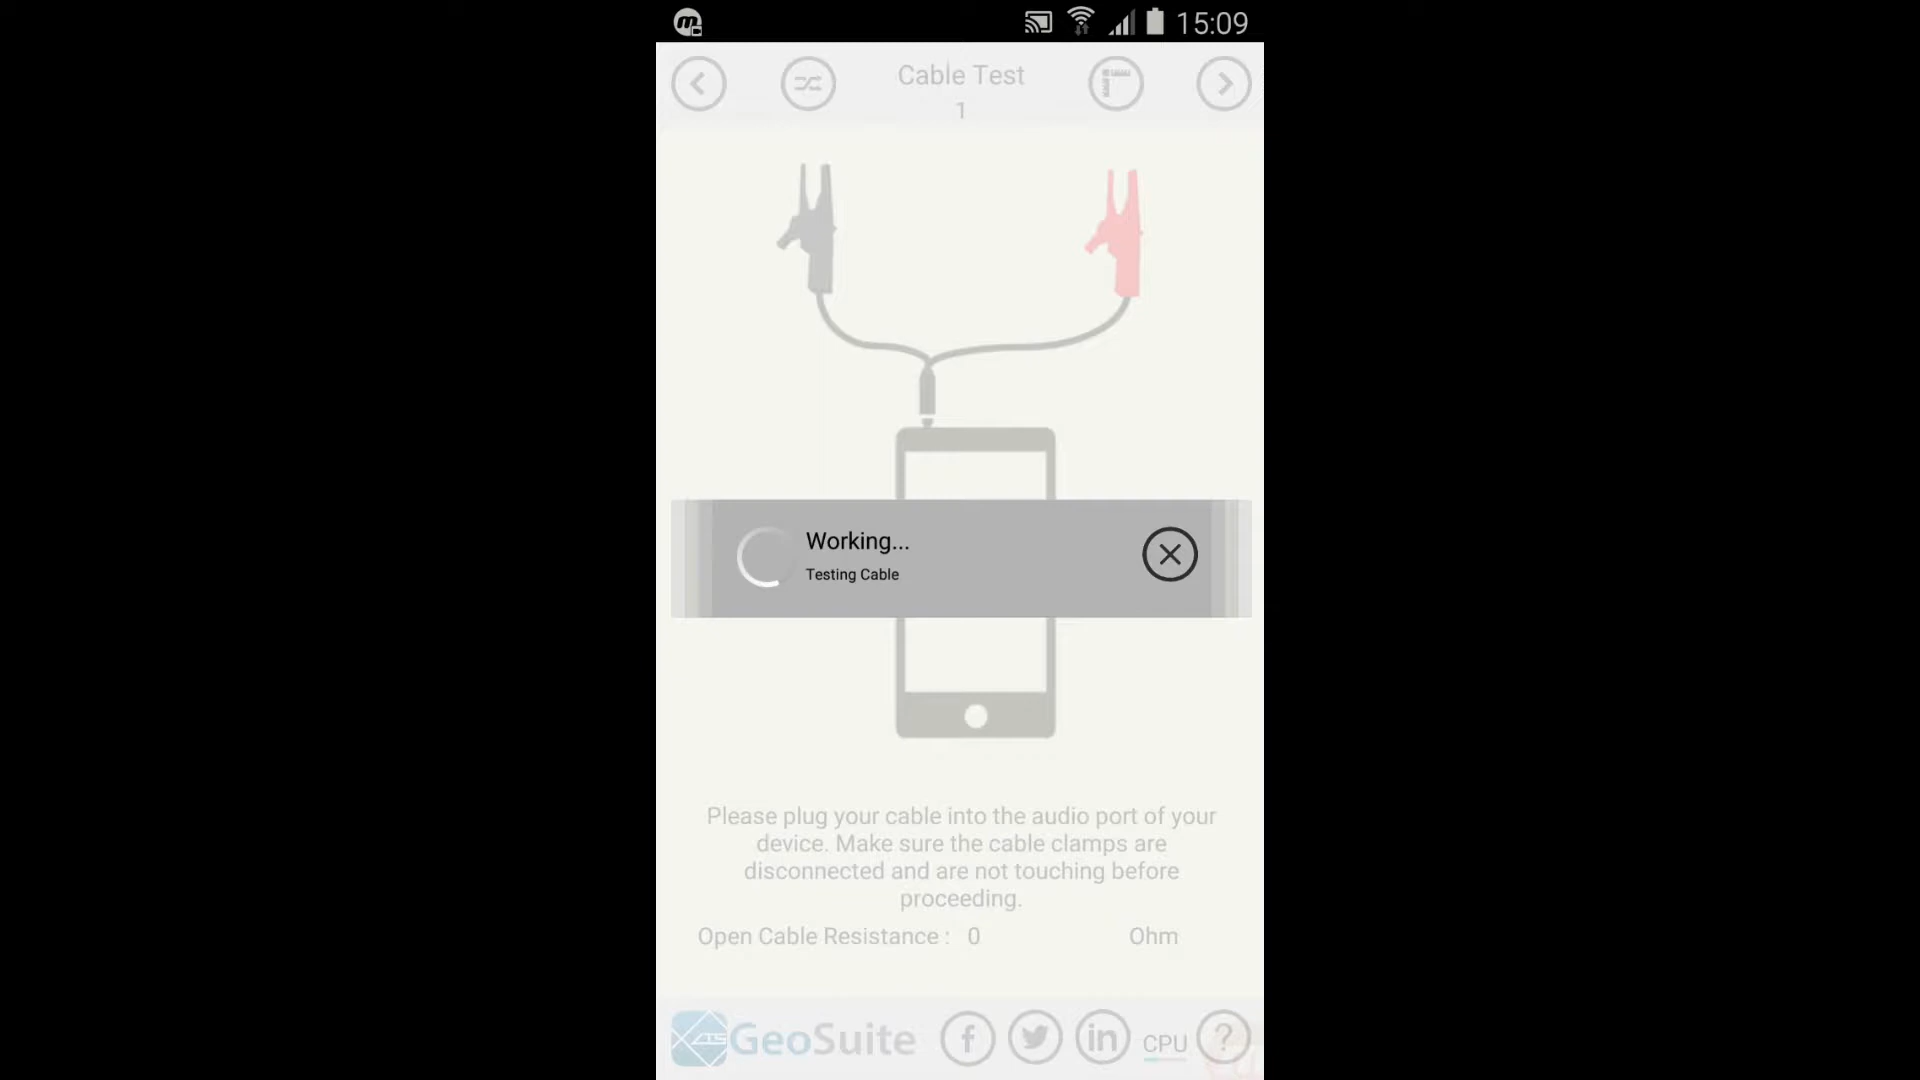 15:09
Cable Test
1
Working...
Testing Cable
Please plug your cable into the audio port of your
device. Make sure the cable clamps are
disconnected and are not touching before
proceeding.
Open Cable Resistance : 0 Ohm
GeoSuite
f
in
CPU
?